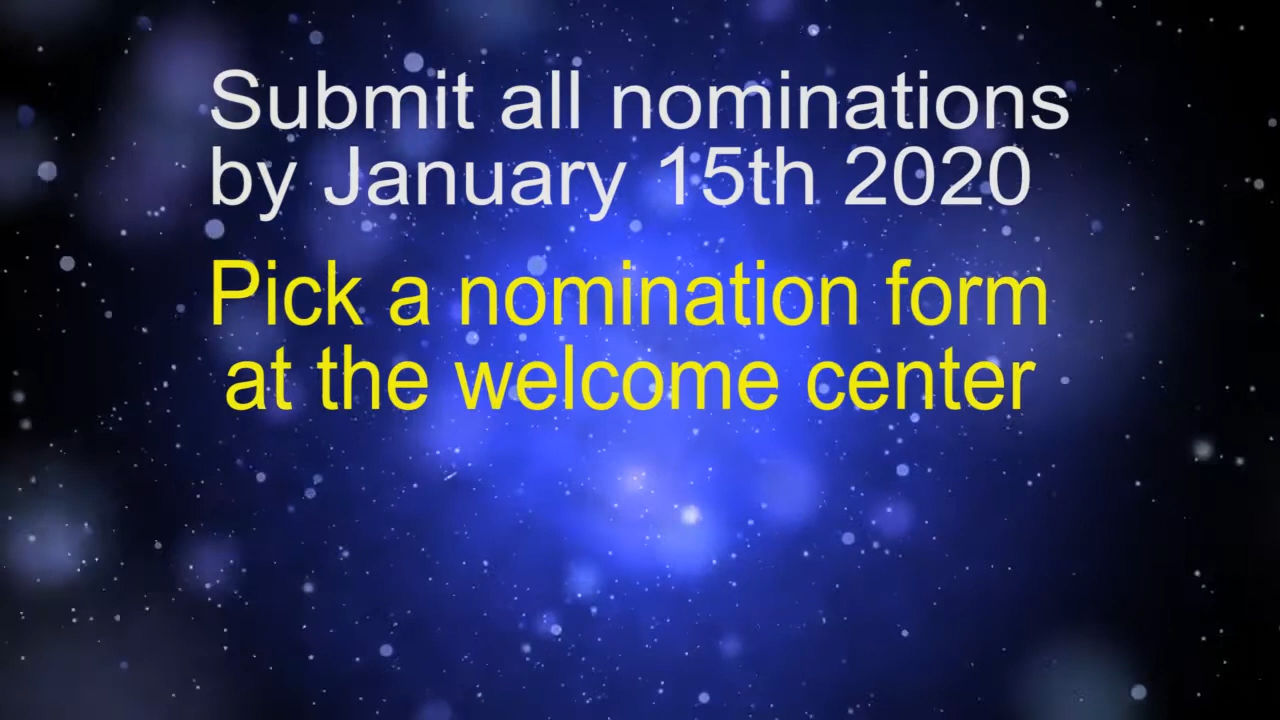 Submit all nominations
by January 15th 2020
Pick a nomination form
at the welcome center